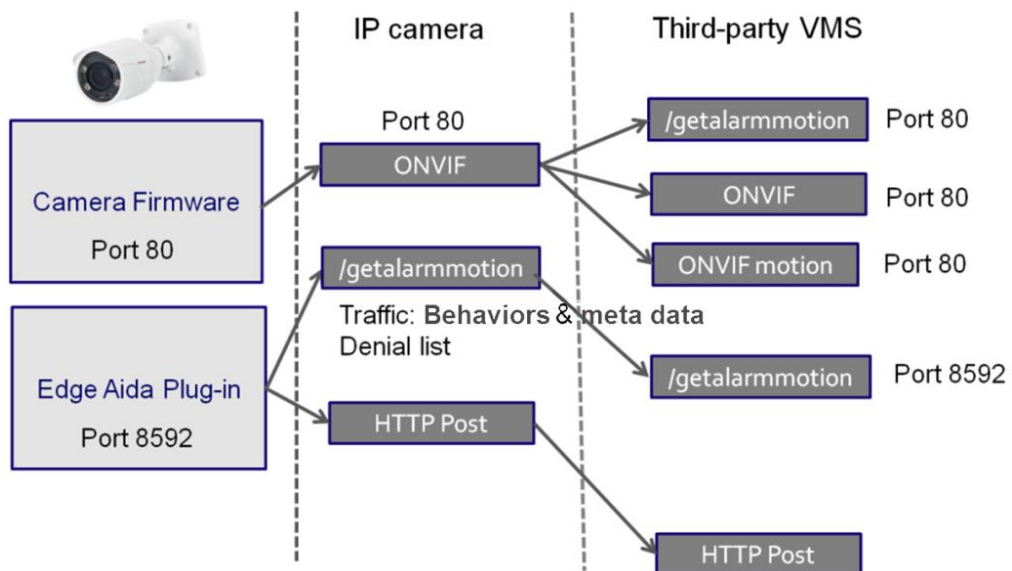 IP camera
Third-party VMS
Port 80
/getalarmmotion
Port 80
ONVIF
ONVIF
Port 80
Camera Firmware
Port 80
/getalarmmotion
ONVIF motion
Port 80
Traffic: Behaviors & meta data
Denial list
Edge Aida Plug-in
Port 8592
/getalarmmotion
Port 8592
HTTP Post
HTTP Post